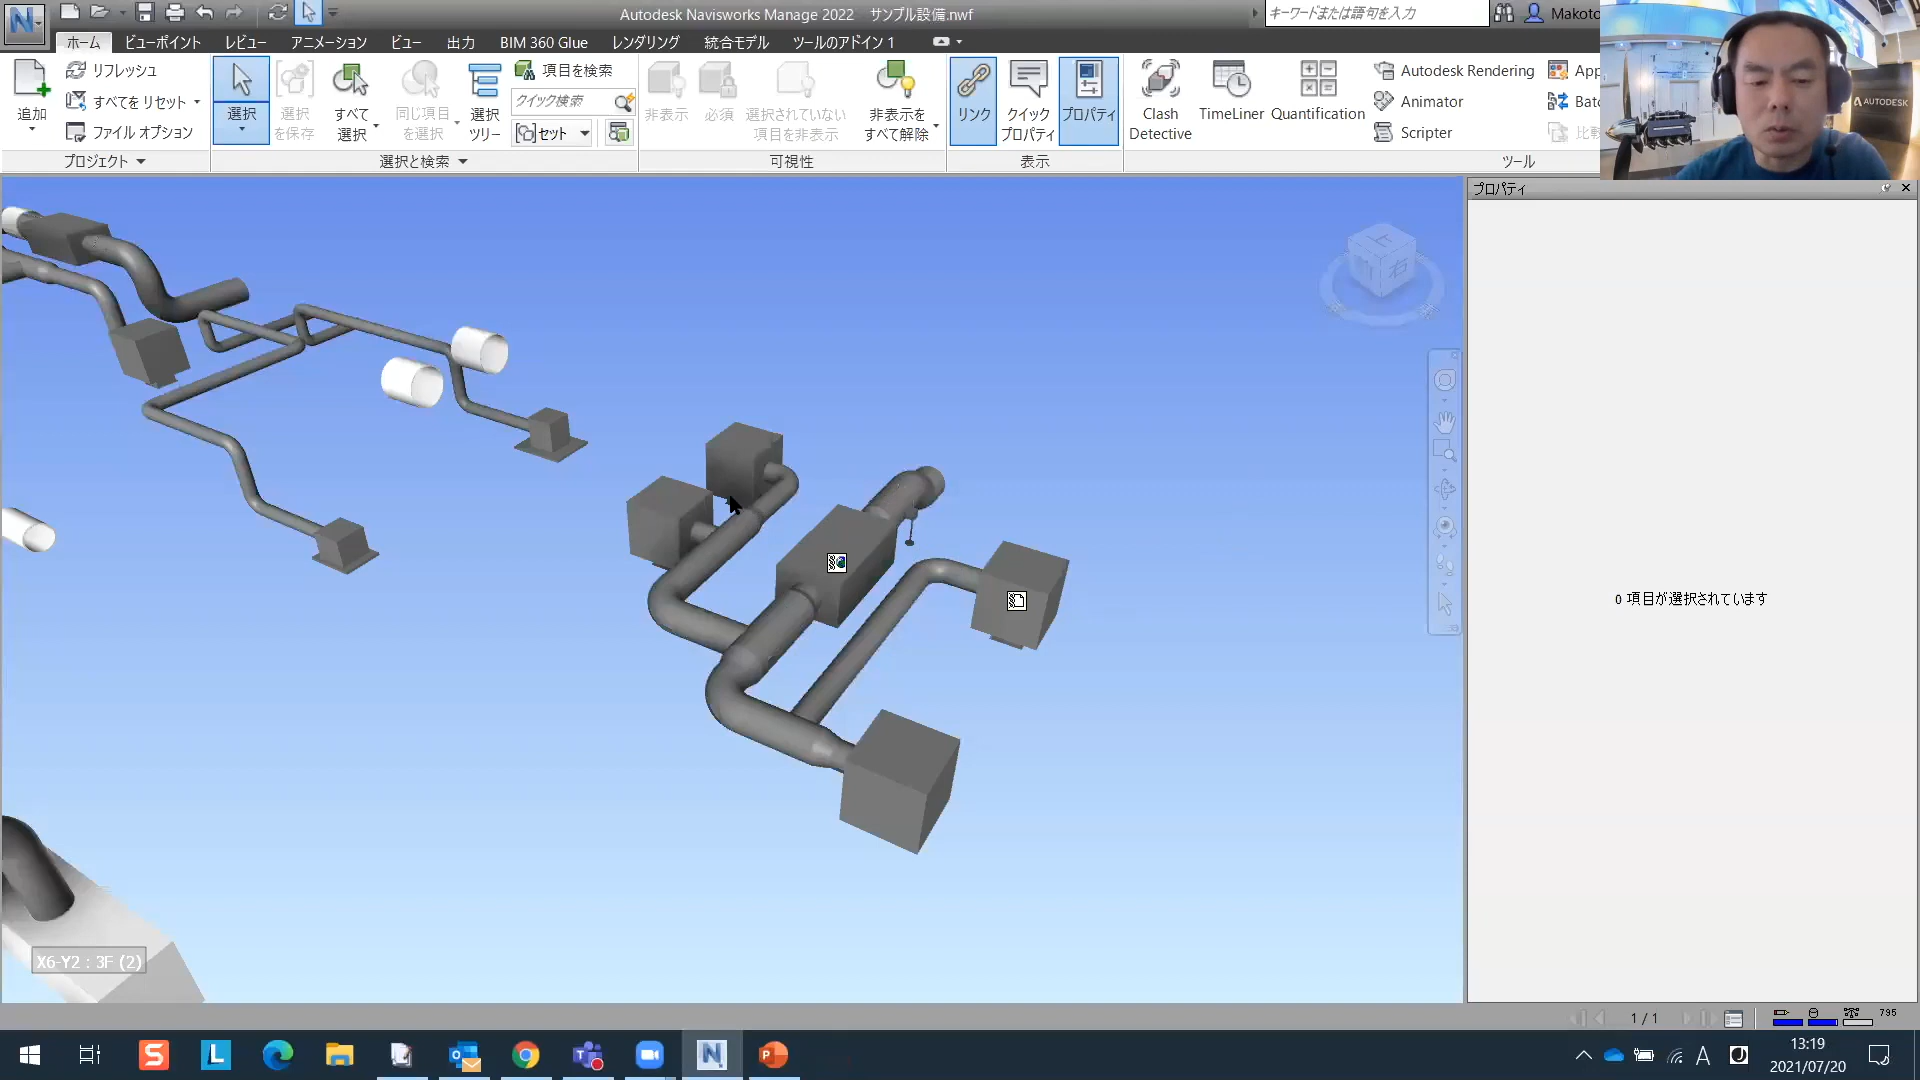 Autodesk Navisworks Manage 2022 サンプル設備.nwf
キーワードまたは語句を入力
Makoto
ホーム ビューポイント レビュー アニメーション ビュー 出力 BIM 360 Glue レンダリング 統合モデル ツールのアドイン 1
追加
リフレッシュ
すべてをリセット
ファイル オプション
プロジェクト
選択
選択
を保存
すべて
選択
同じ項目
を選択
選択
ツリー
項目を検索
クイック検索
セット
選択と検索
非表示
必須
選択されていない
項目を非表示
非表示を
すべて解除
可視性
リンク
クイック
プロパティ
プロパティ
表示
Clash
Detective
TimeLiner
Quantification
Autodesk Rendering
Animator
Scripter
App
Batc
比較
ツール
AUTODESK
プロパティ
上
右
0 項目が選択されています
X6-Y2 : 3F (2)
1 / 1
795
13:19
2021/07/20